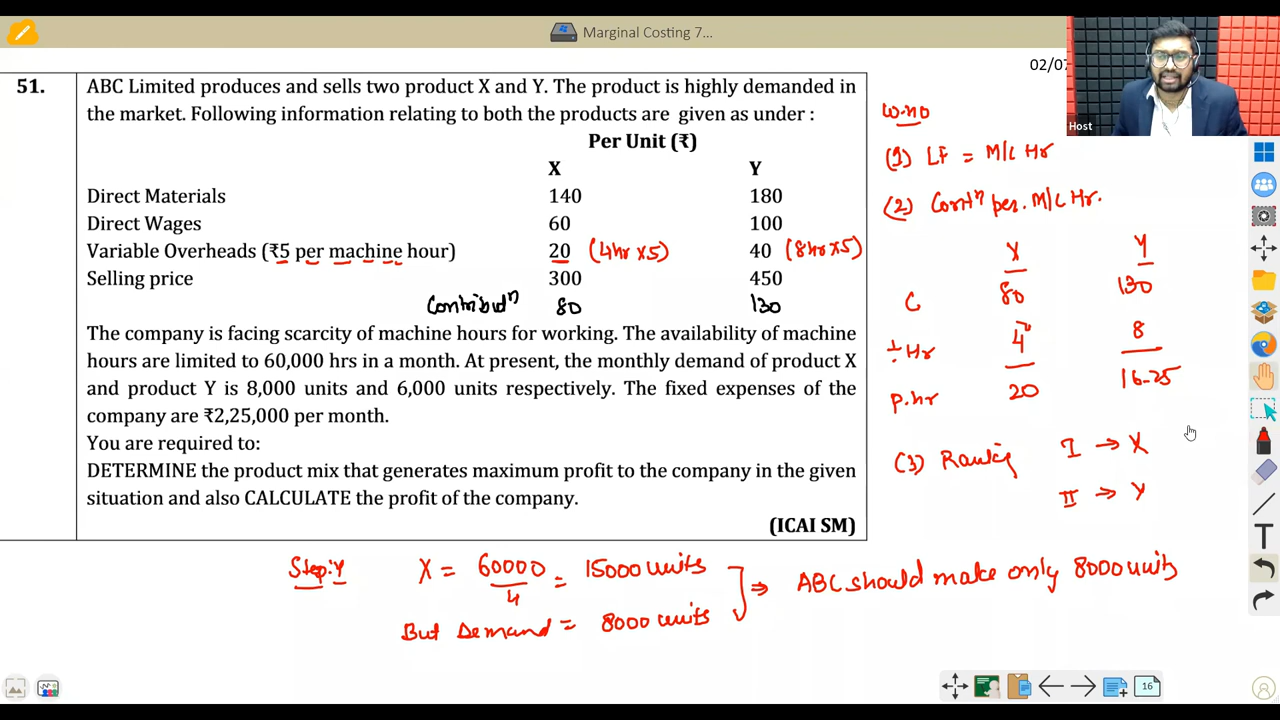 Marginal Costing 7...
02/07
Host
51.
ABC Limited produces and sells two product X and Y. The product is highly demanded in
the market. Following information relating to both the products are given as under :
Per Unit (₹)
X Y
Direct Materials 140 180
Direct Wages 60 100
Variable Overheads (₹5 per machine hour) 20 (4hr x5) 40 (8hr x5)
Selling price 300 450
Contribuⁿ 80 130
The company is facing scarcity of machine hours for working. The availability of machine
hours are limited to 60,000 hrs in a month. At present, the monthly demand of product X
and product Y is 8,000 units and 6,000 units respectively. The fixed expenses of the
company are ₹2,25,000 per month.
You are required to:
DETERMINE the product mix that generates maximum profit to the company in the given
situation and also CALCULATE the profit of the company.
(ICAI SM)
W.no
(1) LF = M/C Hr
(2) Contⁿ per. M/C Hr.
X Y
C 80 130
÷ Hr 4 8
p.hr 20 16.25
(3) Ranking I → X
II → Y
Step:4 X = 60000/4 = 15000 units
But Demand = 8000 units
⇒ ABC should make only 8000 units
T
16